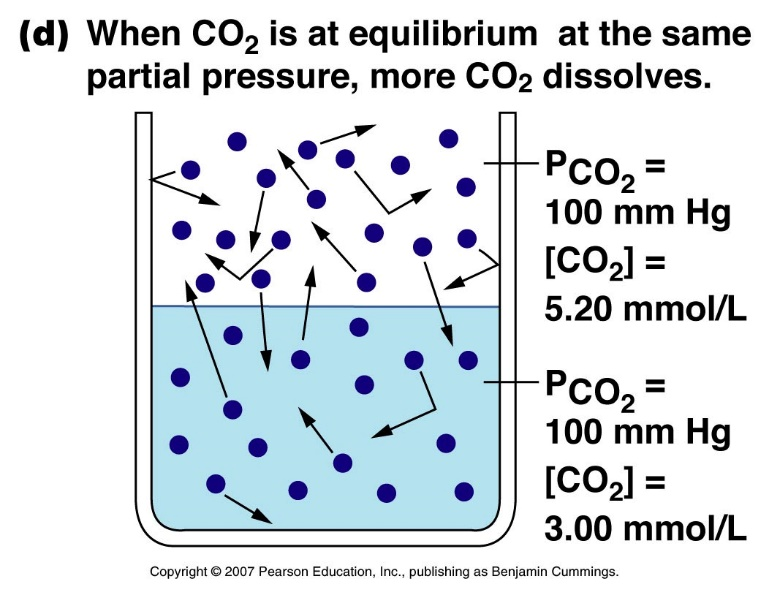 (d) When CO₂ is at equilibrium at the same
partial pressure, more CO₂ dissolves.
PCO₂ =
100 mm Hg
[CO₂] =
5.20 mmol/L
PCO₂ =
100 mm Hg
[CO₂] =
3.00 mmol/L
Copyright © 2007 Pearson Education, Inc., publishing as Benjamin Cummings.